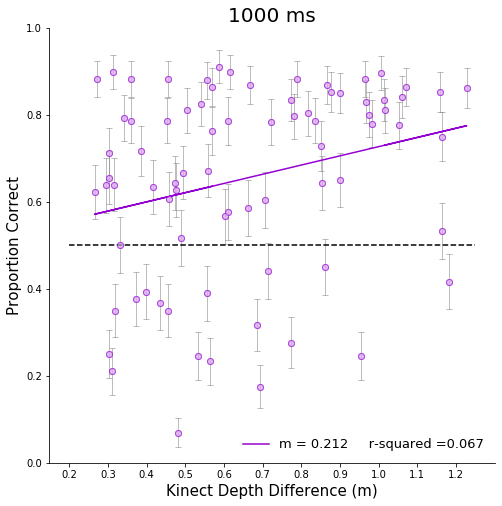 1000 ms
1.0
0.8
0.6
0.4
0.2
0.0
Proportion Correct
m = 0.212 r-squared =0.067
0.2 0.3 0.4 0.5 0.6 0.7 0.8 0.9 1.0 1.1 1.2
Kinect Depth Difference (m)